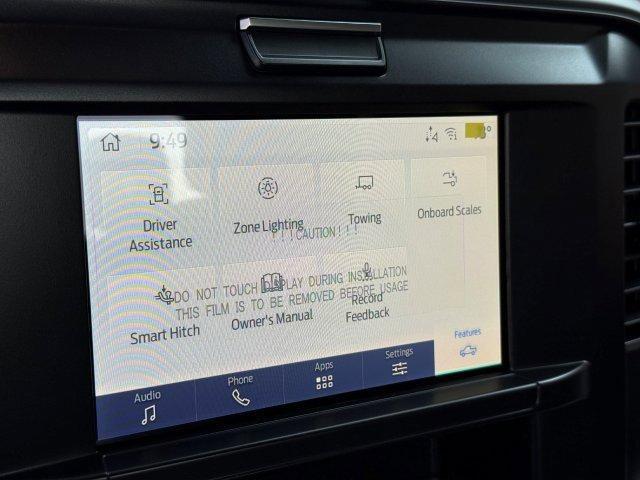 9:49
Driver
Assistance
Zone Lighting
Towing
Onboard Scales
! ! ! CAUTION ! ! !
DO NOT TOUCH DISPLAY DURING INSTALLATION
THIS FILM IS TO BE REMOVED BEFORE USAGE
Smart Hitch
Owner's Manual
Record
Feedback
Audio
Phone
Apps
Settings
Features